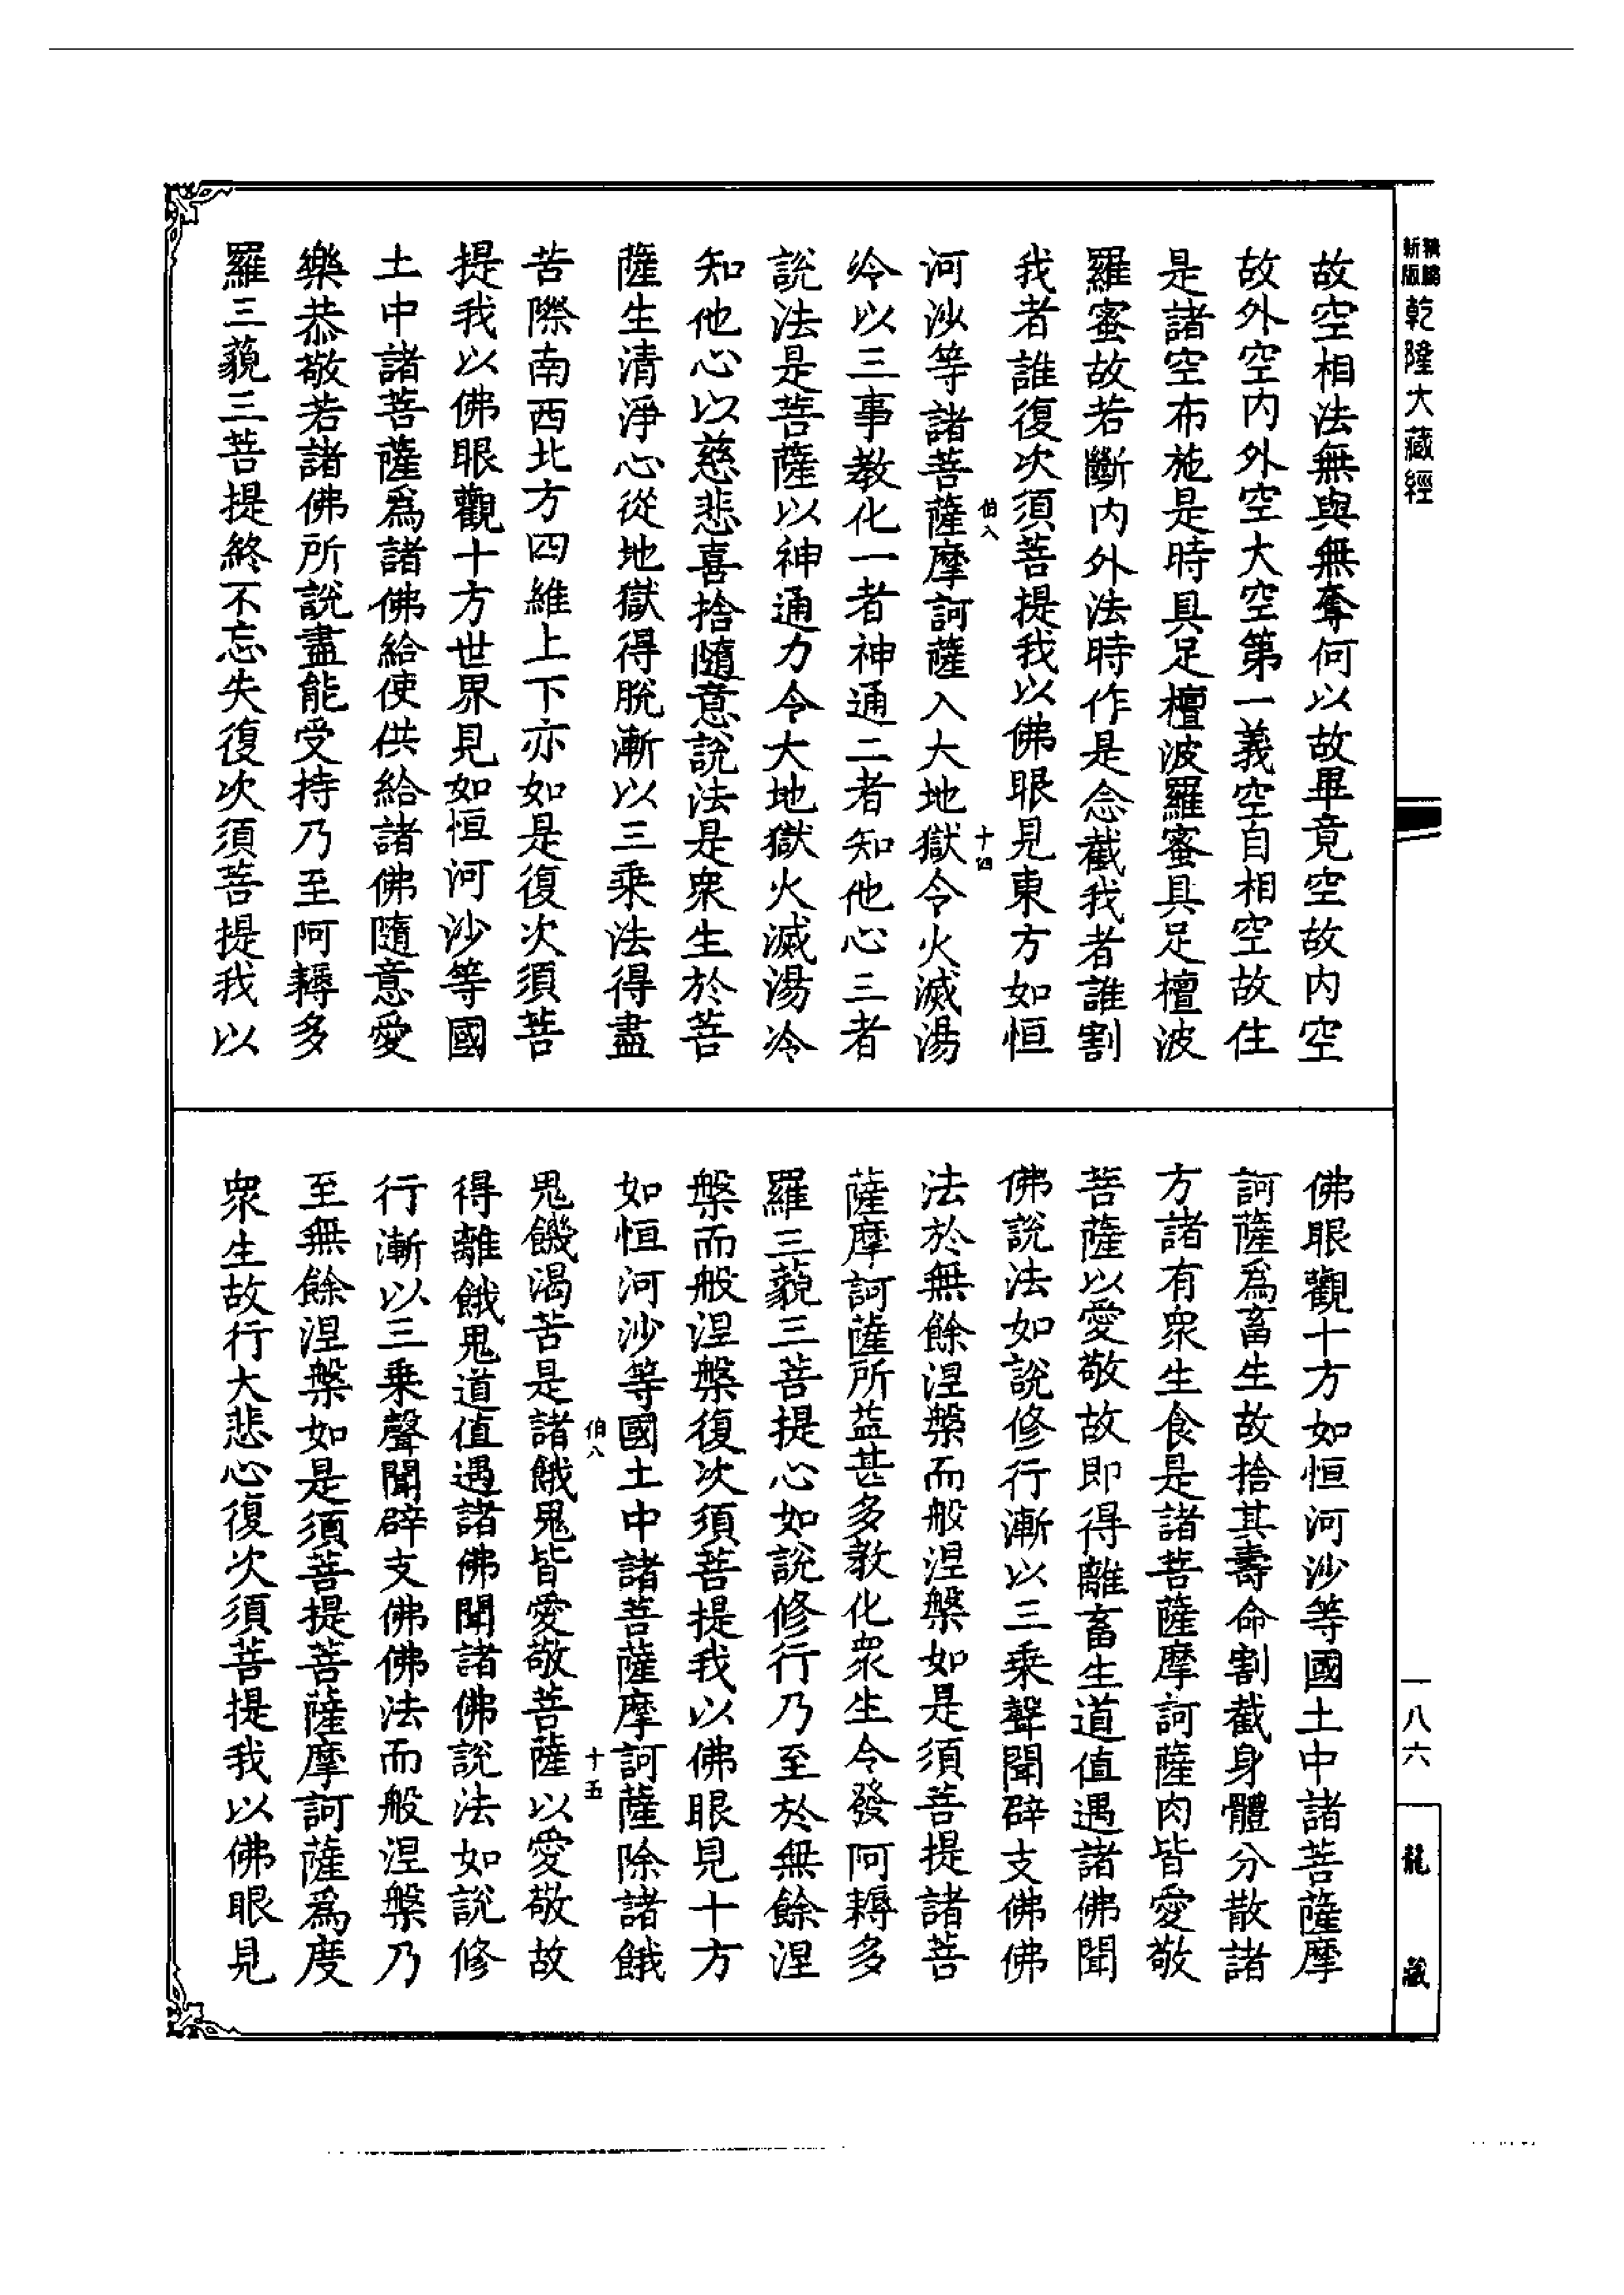 新版精縮乾隆大藏經
故空相法無與無奪何以故畢竟空故內空
故外空內外空大空第一義空自相空故住
是諸空布施是時具足檀波羅蜜具足檀波
羅蜜故若斷內外法時作是念截我者誰割
我者誰復次須菩提我以佛眼見東方如恒
河沙等諸菩薩摩訶薩入大地獄令火滅湯
伯八
十四
冷以三事教化一者神通二者知他心三者
說法是菩薩以神通力令大地獄火滅湯冷
知他心以慈悲喜捨隨意說法是衆生於菩
薩生清淨心從地獄得脫漸以三乘法得盡
苦際南西北方四維上下亦如是復次須菩
提我以佛眼觀十方世界見如恒河沙等國
土中諸菩薩爲諸佛給使供給諸佛隨意愛
樂恭敬若諸佛所說盡能受持乃至阿耨多
羅三藐三菩提終不忘失復次須菩提我以
佛眼觀十方如恒河沙等國土中諸菩薩摩
訶薩爲畜生故捨其壽命割截身體分散諸
方諸有衆生食是諸菩薩摩訶薩肉皆愛敬
菩薩以愛敬故即得離畜生道值遇諸佛聞
佛說法如說修行漸以三乘聲聞辟支佛佛
法於無餘涅槃而般涅槃如是須菩提諸菩
薩摩訶薩所益甚多教化衆生令發阿耨多
羅三藐三菩提心如說修行乃至於無餘涅
槃而般涅槃復次須菩提我以佛眼見十方
如恒河沙等國土中諸菩薩摩訶薩除諸餓
伯八
十五
鬼饑渴苦是諸餓鬼皆愛敬菩薩以愛敬故
得離餓鬼道值遇諸佛聞諸佛說法如說修
行漸以三乘聲聞辟支佛佛法而般涅槃乃
至無餘涅槃如是須菩提菩薩摩訶薩爲度
衆生故行大悲心復次須菩提我以佛眼見
一八六
龍藏